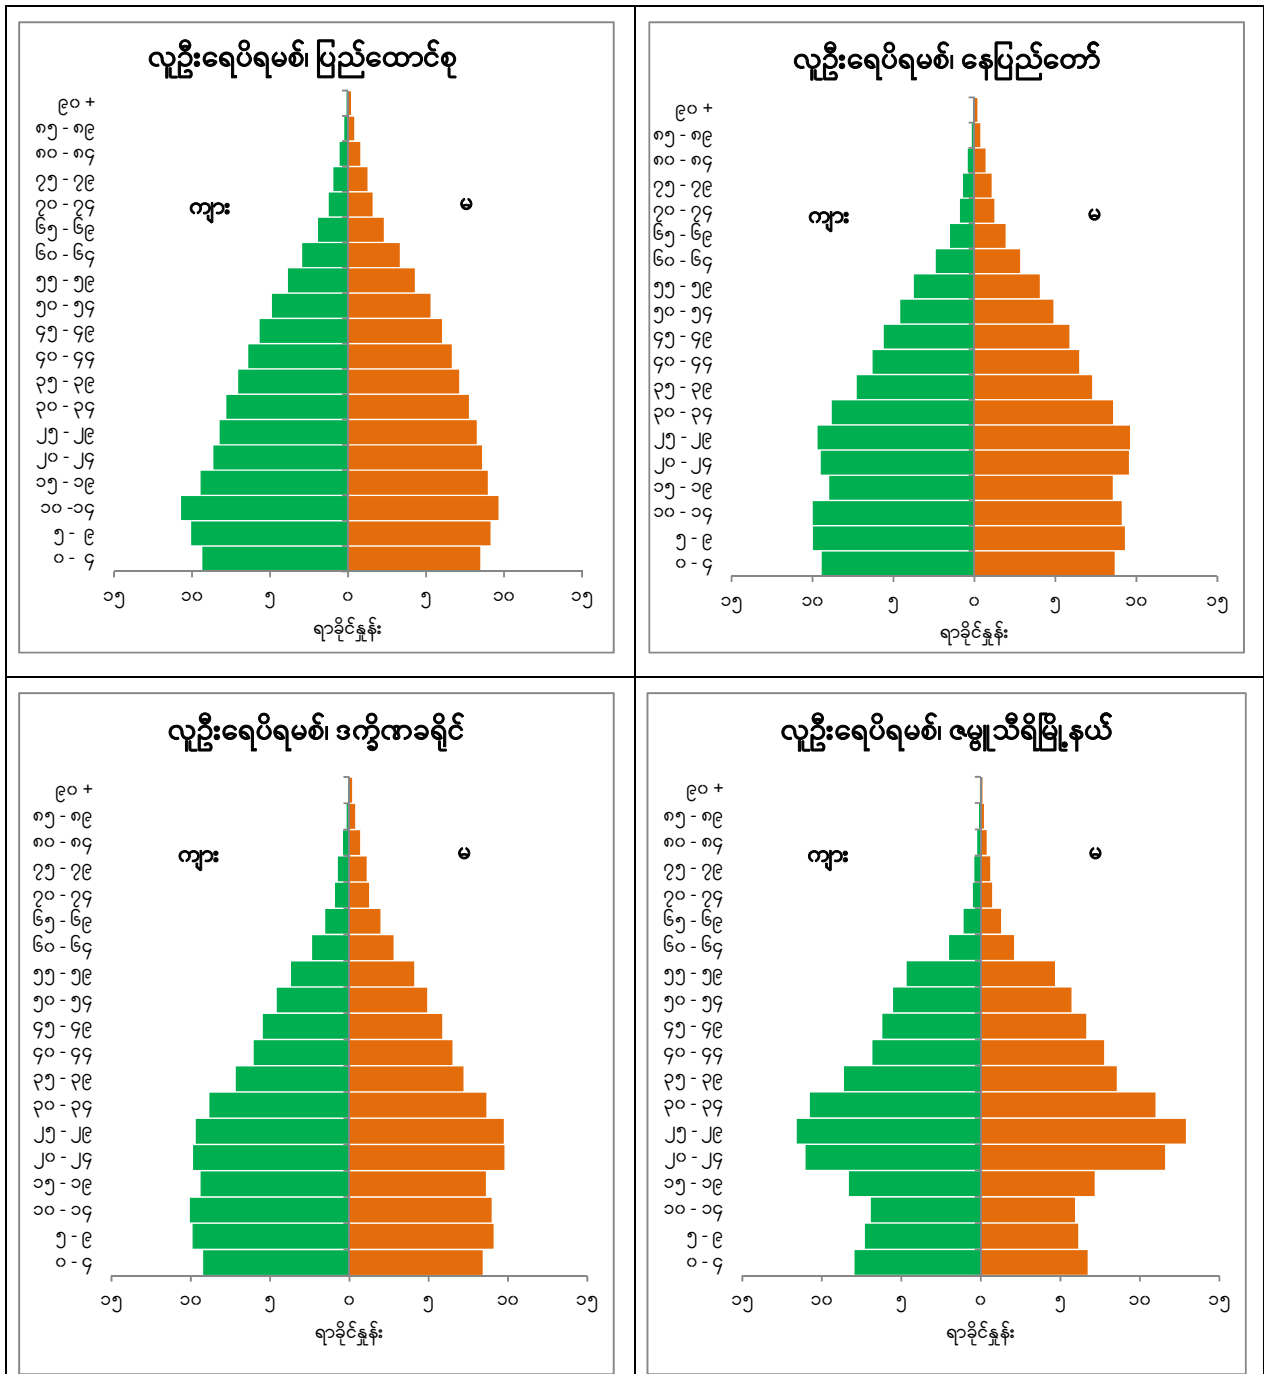 လူဦးရေပိရမစ်၊ ပြည်ထောင်စု
၉၀ +
၈၅ - ၈၉
၈၀ - ၈၄
၇၅ - ၇၉
၇၀ - ၇၄
၆၅ - ၆၉
၆၀ - ၆၄
၅၅ - ၅၉
၅၀ - ၅၄
၄၅ - ၄၉
၄၀ - ၄၄
၃၅ - ၃၉
၃၀ - ၃၄
၂၅ - ၂၉
၂၀ - ၂၄
၁၅ - ၁၉
၁၀ -၁၄
၅ - ၉
၀ - ၄
ကျား
မ
၁၅ ၁၀ ၅ ၀ ၅ ၁၀ ၁၅
ရာခိုင်နှုန်း
လူဦးရေပိရမစ်၊ နေပြည်တော်
၉၀ +
၈၅ - ၈၉
၈၀ - ၈၄
၇၅ - ၇၉
၇၀ - ၇၄
၆၅ - ၆၉
၆၀ - ၆၄
၅၅ - ၅၉
၅၀ - ၅၄
၄၅ - ၄၉
၄၀ - ၄၄
၃၅ - ၃၉
၃၀ - ၃၄
၂၅ - ၂၉
၂၀ - ၂၄
၁၅ - ၁၉
၁၀ - ၁၄
၅ - ၉
၀ - ၄
ကျား
မ
၁၅ ၁၀ ၅ ၀ ၅ ၁၀ ၁၅
ရာခိုင်နှုန်း
လူဦးရေပိရမစ်၊ ဒက္ခိဏခရိုင်
၉၀ +
၈၅ - ၈၉
၈၀ - ၈၄
၇၅ - ၇၉
၇၀ - ၇၄
၆၅ - ၆၉
၆၀ - ၆၄
၅၅ - ၅၉
၅၀ - ၅၄
၄၅ - ၄၉
၄၀ - ၄၄
၃၅ - ၃၉
၃၀ - ၃၄
၂၅ - ၂၉
၂၀ - ၂၄
၁၅ - ၁၉
၁၀ - ၁၄
၅ - ၉
၀ - ၄
ကျား
မ
၁၅ ၁၀ ၅ ၀ ၅ ၁၀ ၁၅
ရာခိုင်နှုန်း
လူဦးရေပိရမစ်၊ ဇမ္ဗူသီရိမြို့နယ်
၉၀ +
၈၅ - ၈၉
၈၀ - ၈၄
၇၅ - ၇၉
၇၀ - ၇၄
၆၅ - ၆၉
၆၀ - ၆၄
၅၅ - ၅၉
၅၀ - ၅၄
၄၅ - ၄၉
၄၀ - ၄၄
၃၅ - ၃၉
၃၀ - ၃၄
၂၅ - ၂၉
၂၀ - ၂၄
၁၅ - ၁၉
၁၀ - ၁၄
၅ - ၉
၀ - ၄
ကျား
မ
၁၅ ၁၀ ၅ ၀ ၅ ၁၀ ၁၅
ရာခိုင်နှုန်း